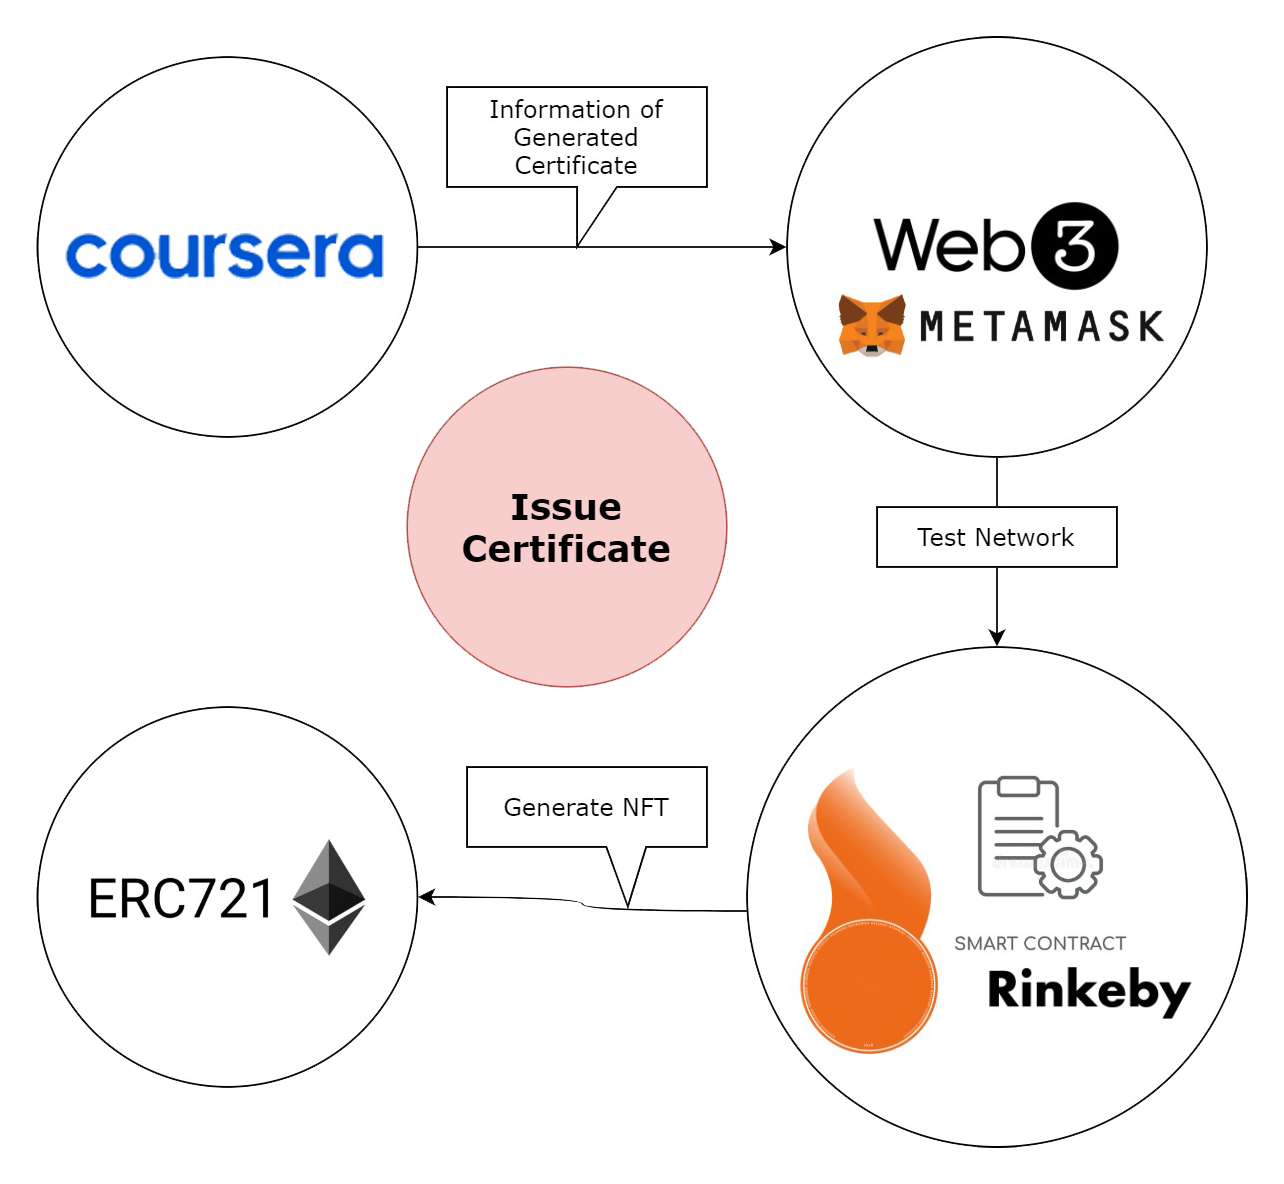 Information of
Generated
Certificate
coursera
Web3
METAMASK
Issue
Certificate
Test Network
Generate NFT
ERC721
SMART CONTRACT
Rinkeby